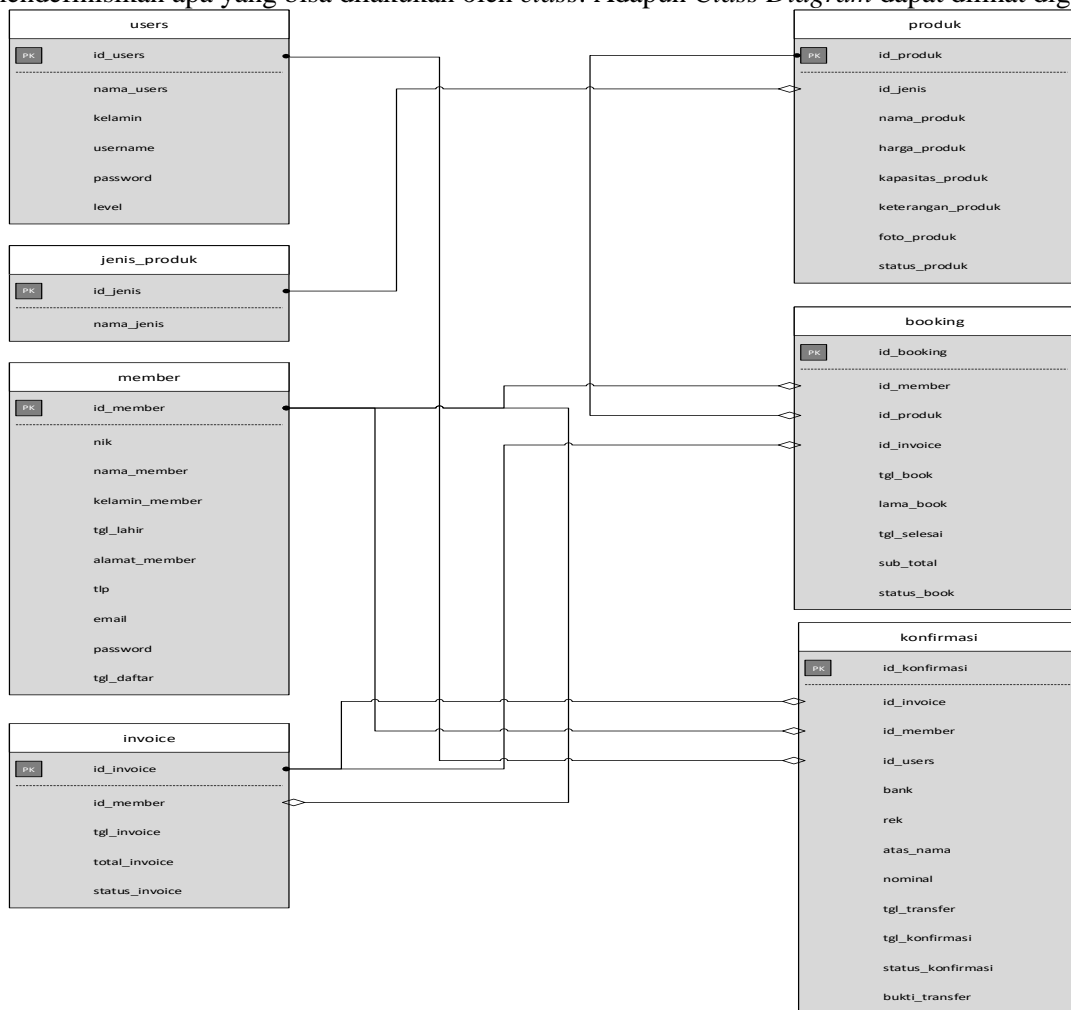 mendefinisikan apa yang bisa dilakukan oleh class. Adapun Class Diagram dapat dilihat
users
PK id_users
nama_users
kelamin
username
password
level
jenis_produk
PK id_jenis
nama_jenis
member
PK id_member
nik
nama_member
kelamin_member
tgl_lahir
alamat_member
tlp
email
password
tgl_daftar
invoice
PK id_invoice
id_member
tgl_invoice
total_invoice
status_invoice
produk
PK id_produk
id_jenis
nama_produk
harga_produk
kapasitas_produk
keterangan_produk
foto_produk
status_produk
booking
PK id_booking
id_member
id_produk
id_invoice
tgl_book
lama_book
tgl_selesai
sub_total
status_book
konfirmasi
PK id_konfirmasi
id_invoice
id_member
id_users
bank
rek
atas_nama
nominal
tgl_transfer
tgl_konfirmasi
status_konfirmasi
bukti_transfer